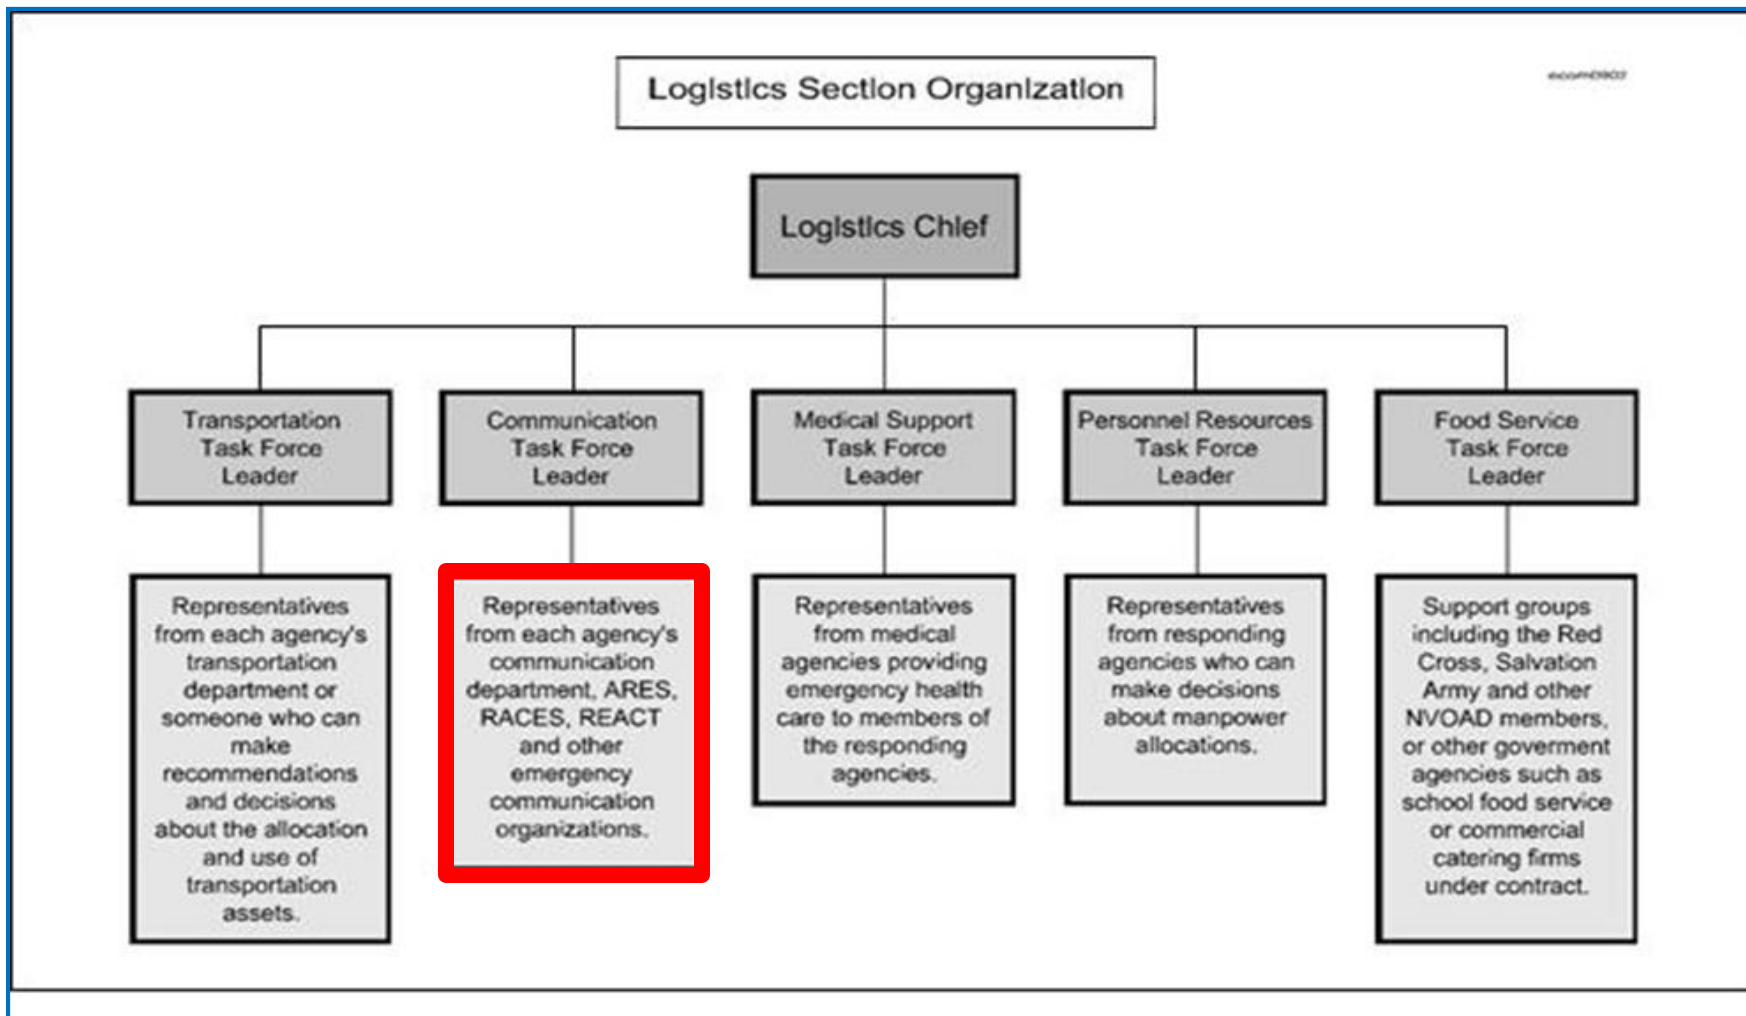 Logistics Section Organization
ecom0902
Logistics Chief
Transportation
Task Force
Leader
Communication
Task Force
Leader
Medical Support
Task Force
Leader
Personnel Resources
Task Force
Leader
Food Service
Task Force
Leader
Representatives
from each agency's
transportation
department or
someone who can
make
recommendations
and decisions
about the allocation
and use of
transportation
assets.
Representatives
from each agency's
communication
department, ARES,
RACES, REACT
and other
emergency
communication
organizations.
Representatives
from medical
agencies providing
emergency health
care to members of
the responding
agencies.
Representatives
from responding
agencies who can
make decisions
about manpower
allocations.
Support groups
including the Red
Cross, Salvation
Army and other
NVOAD members,
or other goverment
agencies such as
school food service
or commercial
catering firms
under contract.